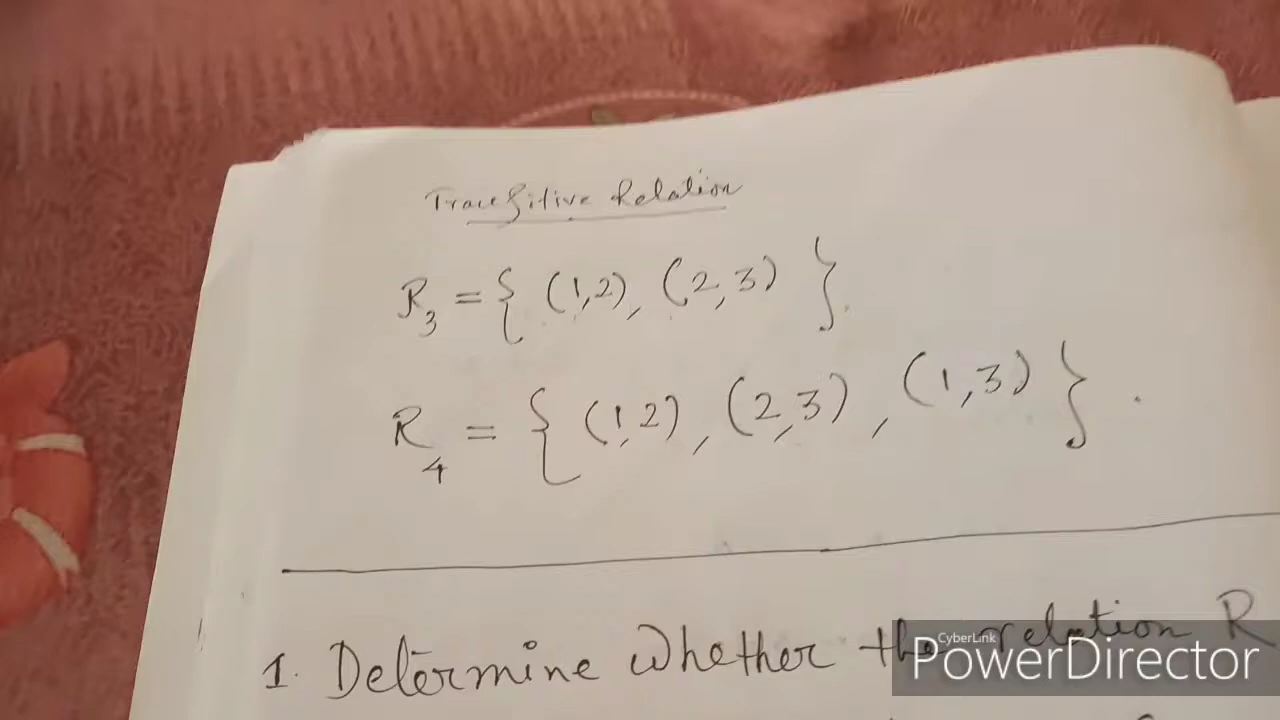 Transitive Relation
R₃ = { (1,2), (2,3) }.
R₄ = { (1,2), (2,3), (1,3) }.
1. Determine whether the relation R
CyberLink
PowerDirector